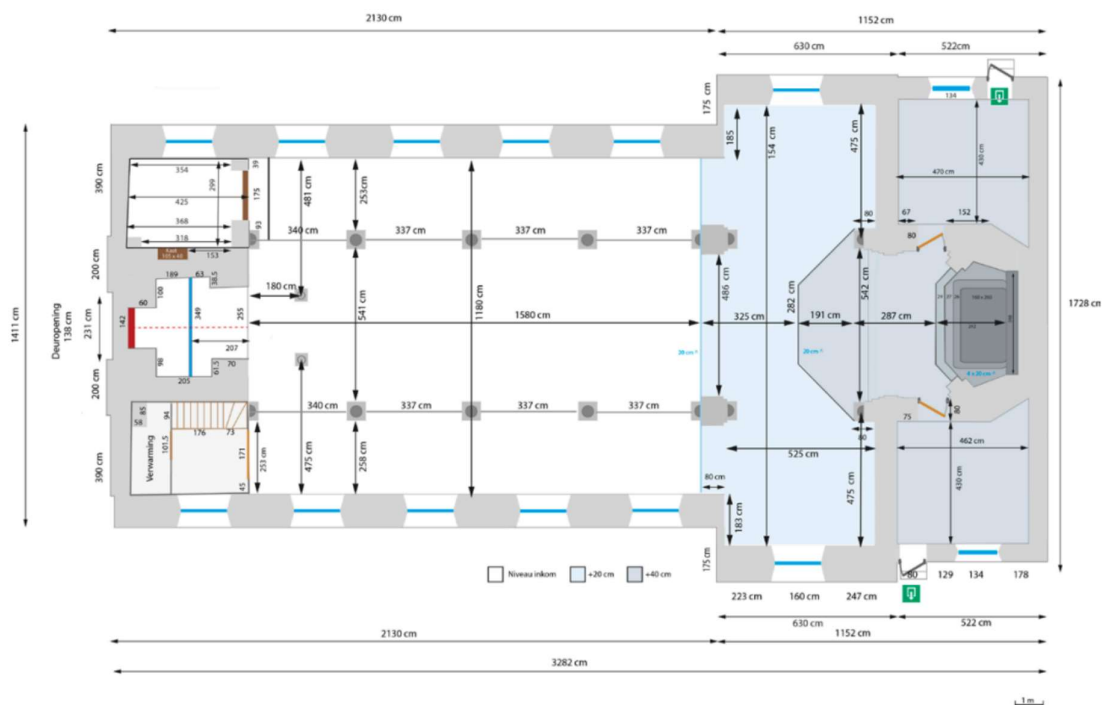 2130 cm
1152 cm
630 cm
522cm
175 cm
134
1411 cm
390 cm
200 cm
Deuropening
138 cm
231 cm
200 cm
390 cm
354
299
425
368
318
39
175
93
153
481 cm
253cm
340 cm
337 cm
337 cm
337 cm
185
154 cm
475 cm
80
430 cm
470 cm
67
152
80
1728 cm
189
63
38.5
100
60
142
349
255
207
98
205
61.5
70
180 cm
541 cm
1180 cm
1580 cm
486 cm
325 cm
282 cm
191 cm
542 cm
287 cm
20 cm
4 x 20 cm
85
58
94
176
73
101.5
171
45
Verwarming
253 cm
340 cm
337 cm
337 cm
337 cm
475 cm
258 cm
80 cm
525 cm
80
475 cm
75
80
462 cm
430 cm
183 cm
175 cm
Niveau inkom
+20 cm
+40 cm
223 cm
160 cm
247 cm
80
129
134
178
630 cm
522 cm
2130 cm
1152 cm
3282 cm
1 m